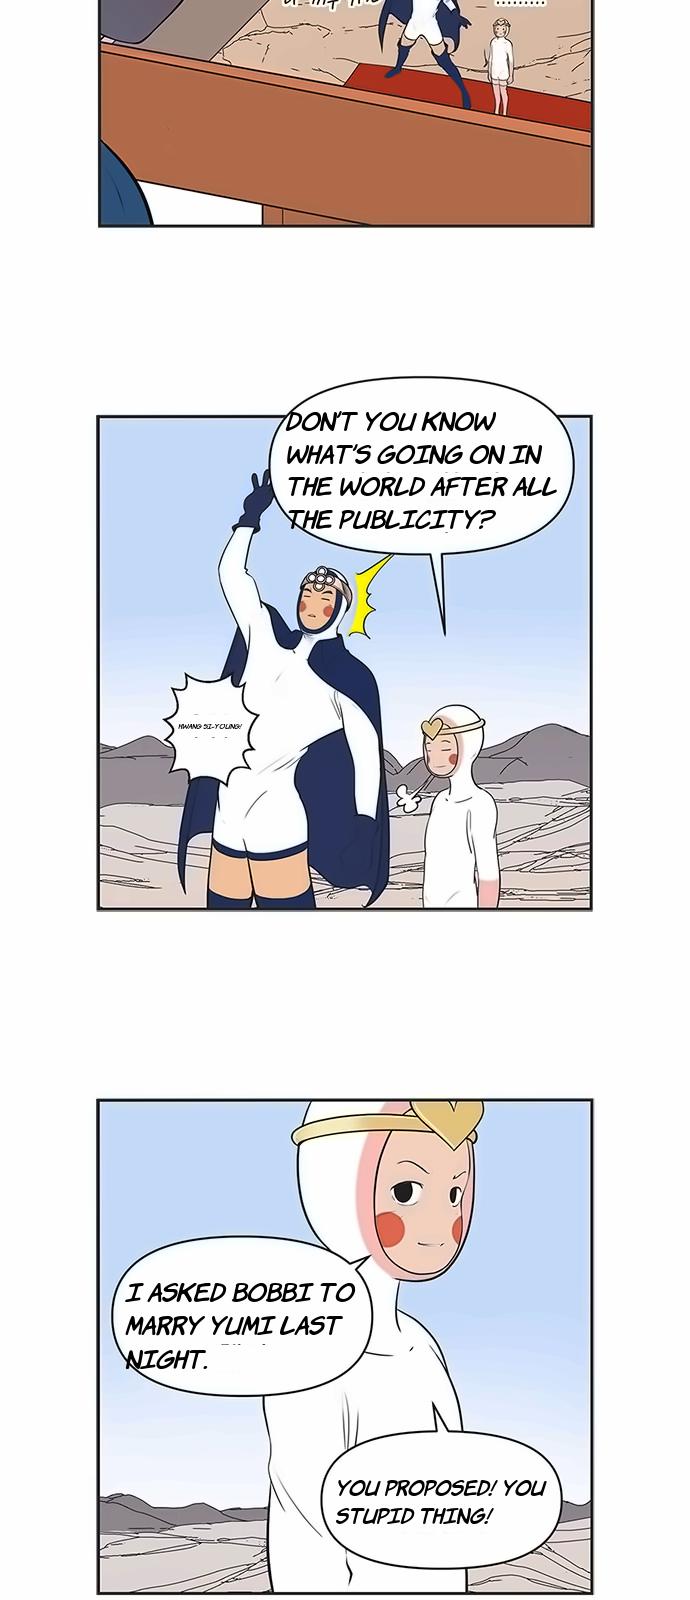 .........
DON'T YOU KNOW
WHAT'S GOING ON IN
THE WORLD AFTER ALL
THE PUBLICITY?
HWANG SI-YOUNG!
I ASKED BOBBI TO
MARRY YUMI LAST
NIGHT.
YOU PROPOSED! YOU
STUPID THING!